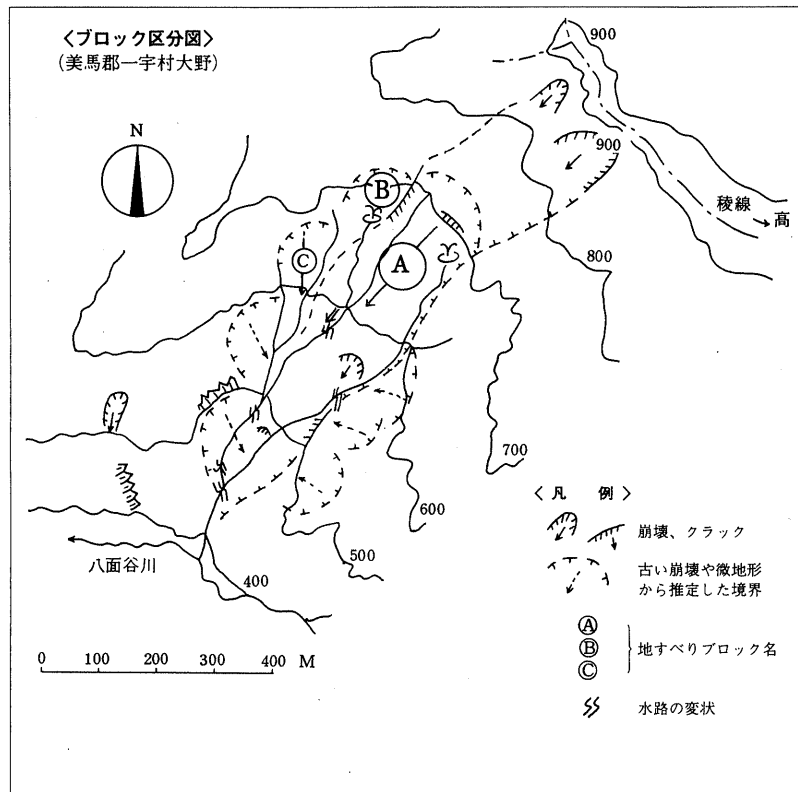 〈ブロック区分図〉
(美馬郡一宇村大野)
N
900
900
稜線
高
800
700
600
500
400
A
B
C
八面谷川
0 100 200 300 400 M
〈凡 例〉
崩壊、クラック
古い崩壊や微地形
から推定した境界
A
B
C
地すべりブロック名
水路の変状